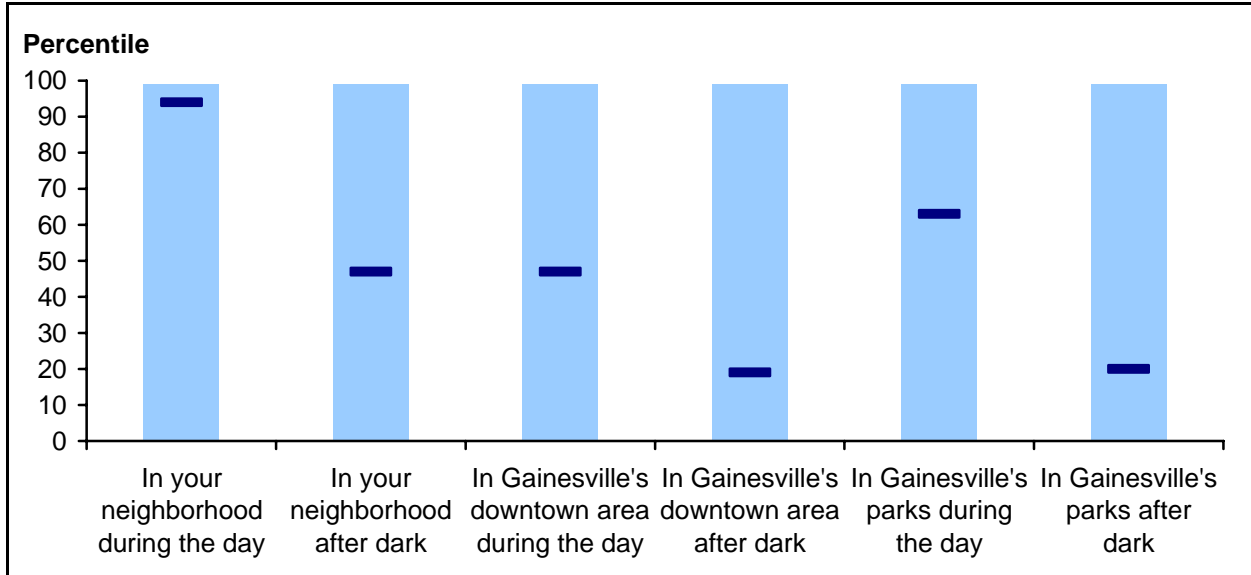 Percentile
100
90
80
70
60
50
40
30
20
10
0
In your
neighborhood
during the day
In your
neighborhood
after dark
In Gainesville's
downtown area
during the day
In Gainesville's
downtown area
after dark
In Gainesville's
parks during
the day
In Gainesville's
parks after
dark